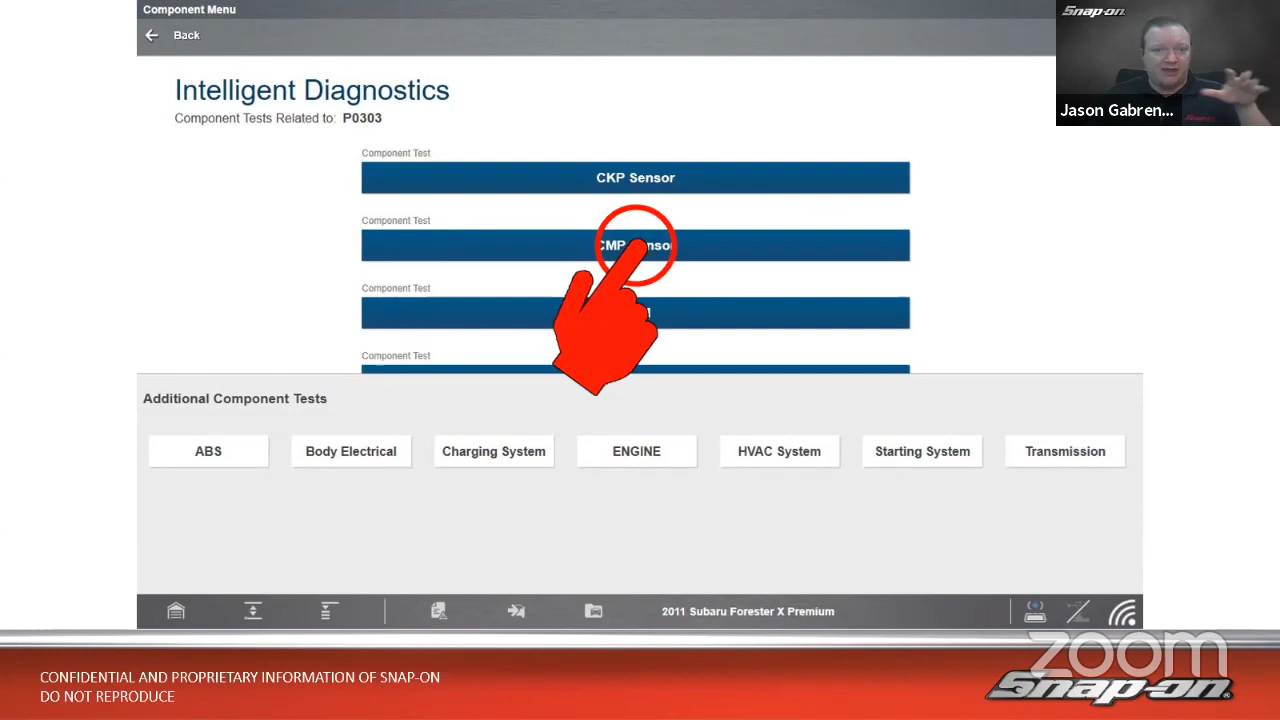 Component Menu
Back
Intelligent Diagnostics
Component Tests Related to: P0303
Component Test
CKP Sensor
Component Test
CMP Sensor
Component Test
Component Test
Additional Component Tests
ABS
Body Electrical
Charging System
ENGINE
HVAC System
Starting System
Transmission
2011 Subaru Forester X Premium
Snap-on
Jason Gabren...
CONFIDENTIAL AND PROPRIETARY INFORMATION OF SNAP-ON
DO NOT REPRODUCE
zoom
Snap-on